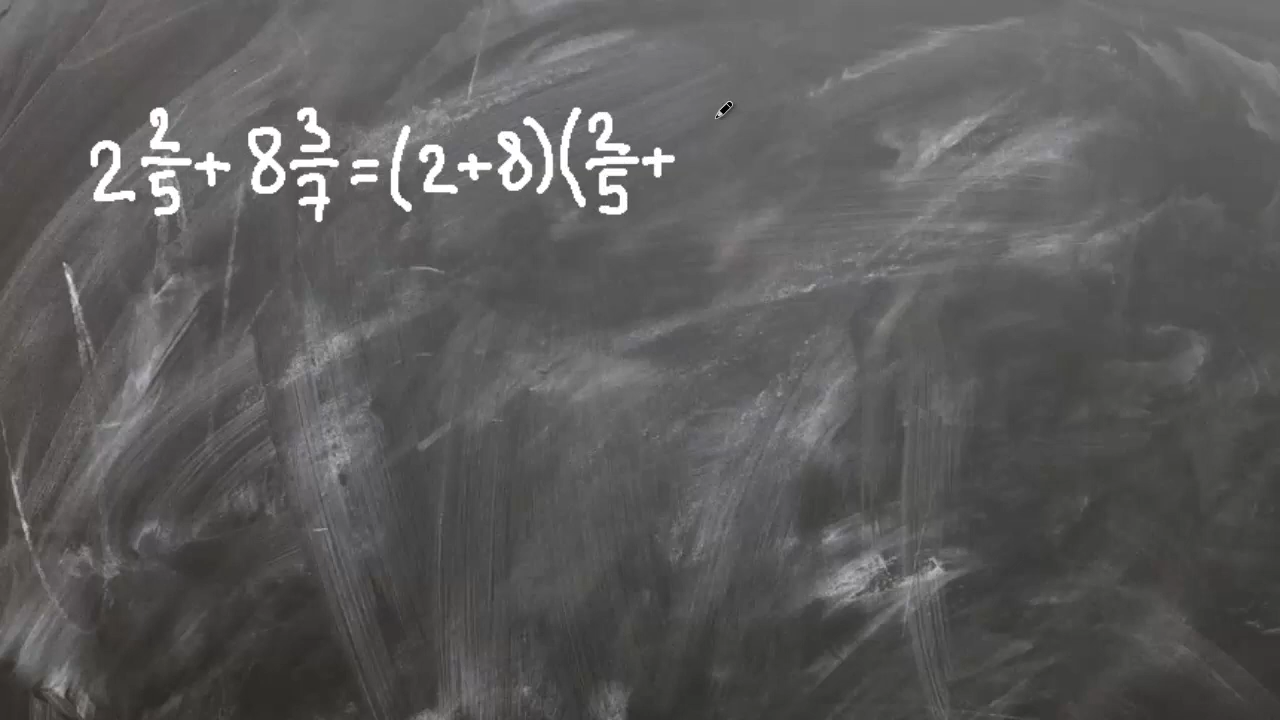 2 2/5 + 8 3/7 = (2+8)(2/5 +